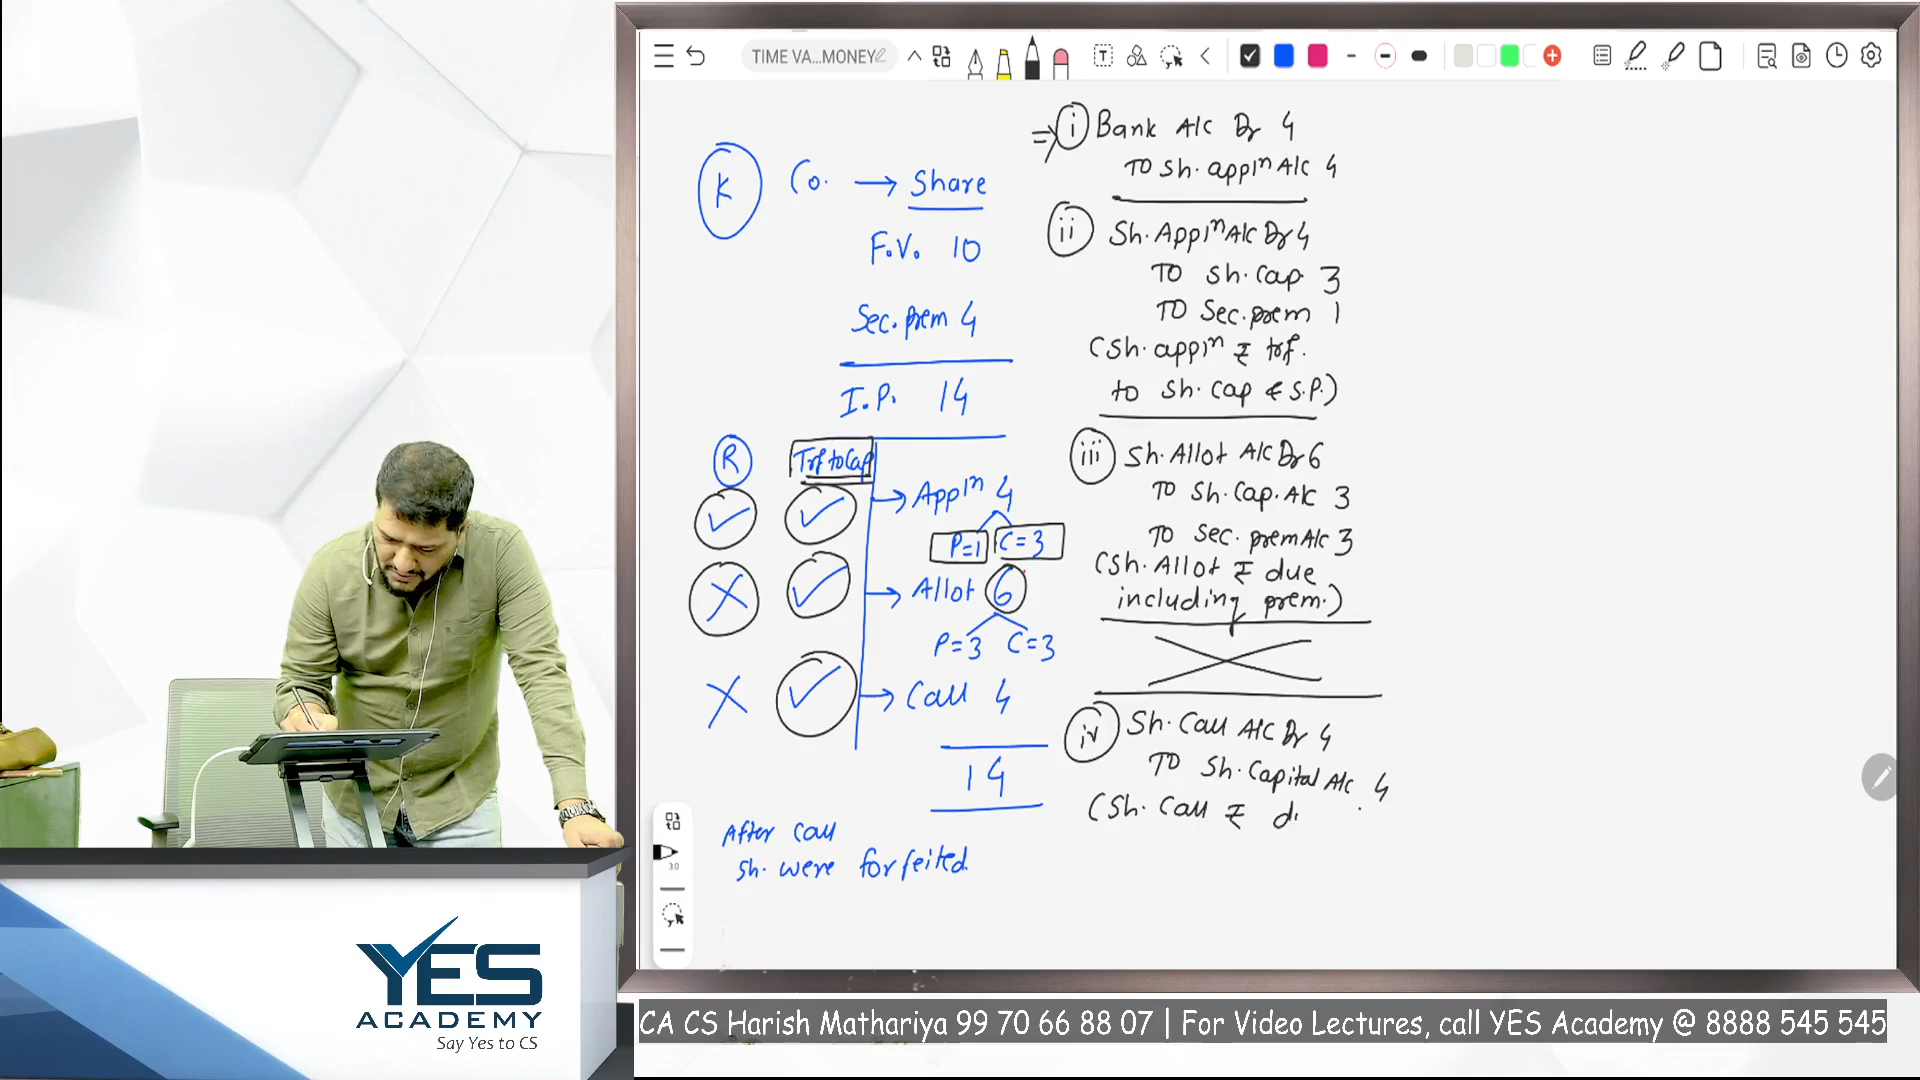 TIME VA...MONEY
K Co. → Share
F.V. 10
Sec. prem 4
I.P. 14
R Trf to Cap
→ Appln 4
P=1 C=3
→ Allot 6
P=3 C=3
→ Call 4
14
After call
Sh. were forfeited.
⇒ i Bank A/c Dr 4
TO Sh. appln A/c 4
ii Sh. Appln A/c Dr 4
TO Sh. Cap 3
TO Sec. prem 1
(Sh. appln ₹ trf.
to Sh. Cap & S.P.)
iii Sh. Allot A/c Dr 6
TO Sh. Cap. A/c 3
TO Sec. prem A/c 3
(Sh. Allot ₹ due
including prem.)
iv Sh. Call A/c Dr 4
TO Sh. Capital A/c 4
(Sh. Call ₹ d.
3.0
YES
ACADEMY
Say Yes to CS
CA CS Harish Mathariya 99 70 66 88 07 | For Video Lectures, call YES Academy @ 8888 545 545